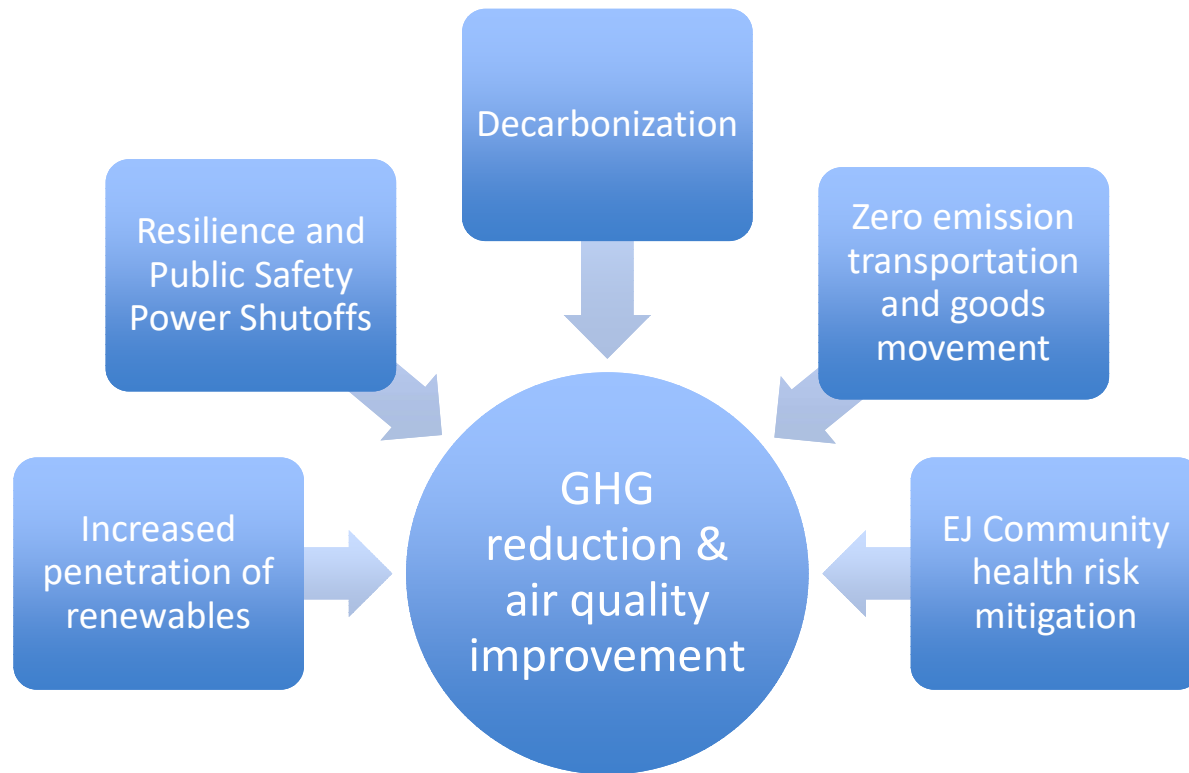 Decarbonization
Resilience and
Public Safety
Power Shutoffs
Zero emission
transportation
and goods
movement
Increased
penetration of
renewables
GHG
reduction &
air quality
improvement
EJ Community
health risk
mitigation